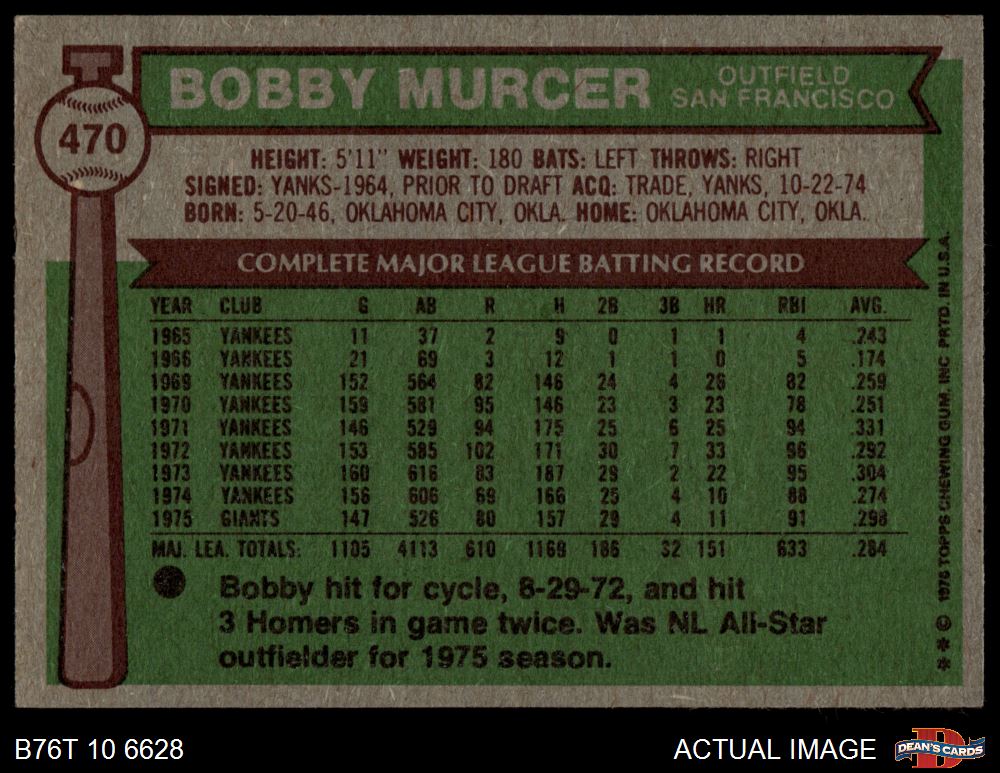 BOBBY MURCER
OUTFIELD
SAN FRANCISCO
470
HEIGHT: 5'11" WEIGHT: 180 BATS: LEFT THROWS: RIGHT
SIGNED: YANKS-1964, PRIOR TO DRAFT ACQ: TRADE, YANKS, 10-22-74
BORN: 5-20-46, OKLAHOMA CITY, OKLA. HOME: OKLAHOMA CITY, OKLA.
COMPLETE MAJOR LEAGUE BATTING RECORD
YEAR CLUB G AB R H 2B 3B HR RBI AVG.
1965 YANKEES 11 37 2 9 0 1 1 4 .243
1966 YANKEES 21 69 3 12 1 1 0 5 .174
1969 YANKEES 152 564 82 146 24 4 26 82 .259
1970 YANKEES 159 581 95 146 23 3 23 78 .251
1971 YANKEES 146 529 94 175 25 6 25 94 .331
1972 YANKEES 153 585 102 171 30 7 33 96 .292
1973 YANKEES 160 616 83 187 29 2 22 95 .304
1974 YANKEES 156 606 69 166 25 4 10 88 .274
1975 GIANTS 147 526 80 157 29 4 11 91 .298
MAJ. LEA. TOTALS: 1105 4113 610 1169 186 32 151 633 .284
Bobby hit for cycle, 8-29-72, and hit
3 Homers in game twice. Was NL All-Star
outfielder for 1975 season.
* * © 1976 TOPPS CHEWING GUM, INC. PRTD. IN U.S.A.
B76T 10 6628
ACTUAL IMAGE
DEAN'S CARDS